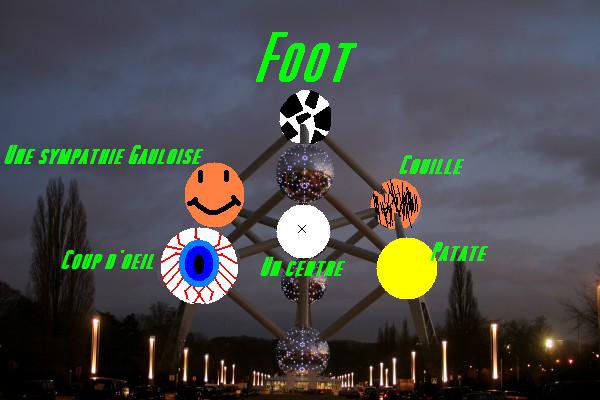 Foot
Une sympathie Gauloise
Couille
Coup d'oeil
Un centre
Patate